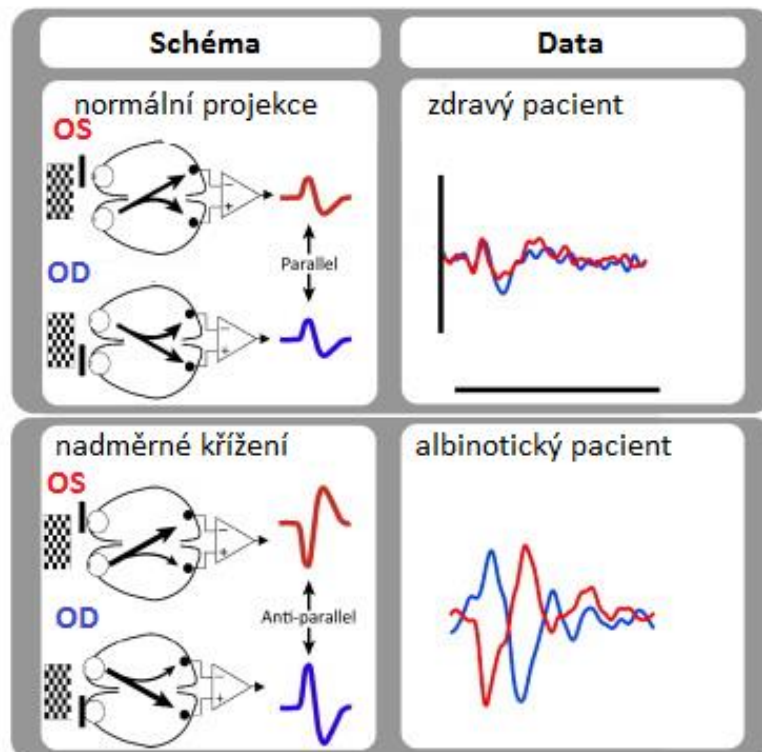 Schéma
Data
normální projekce
OS
Parallel
OD
zdravý pacient
nadměrné křížení
OS
Anti-parallel
OD
albinotický pacient